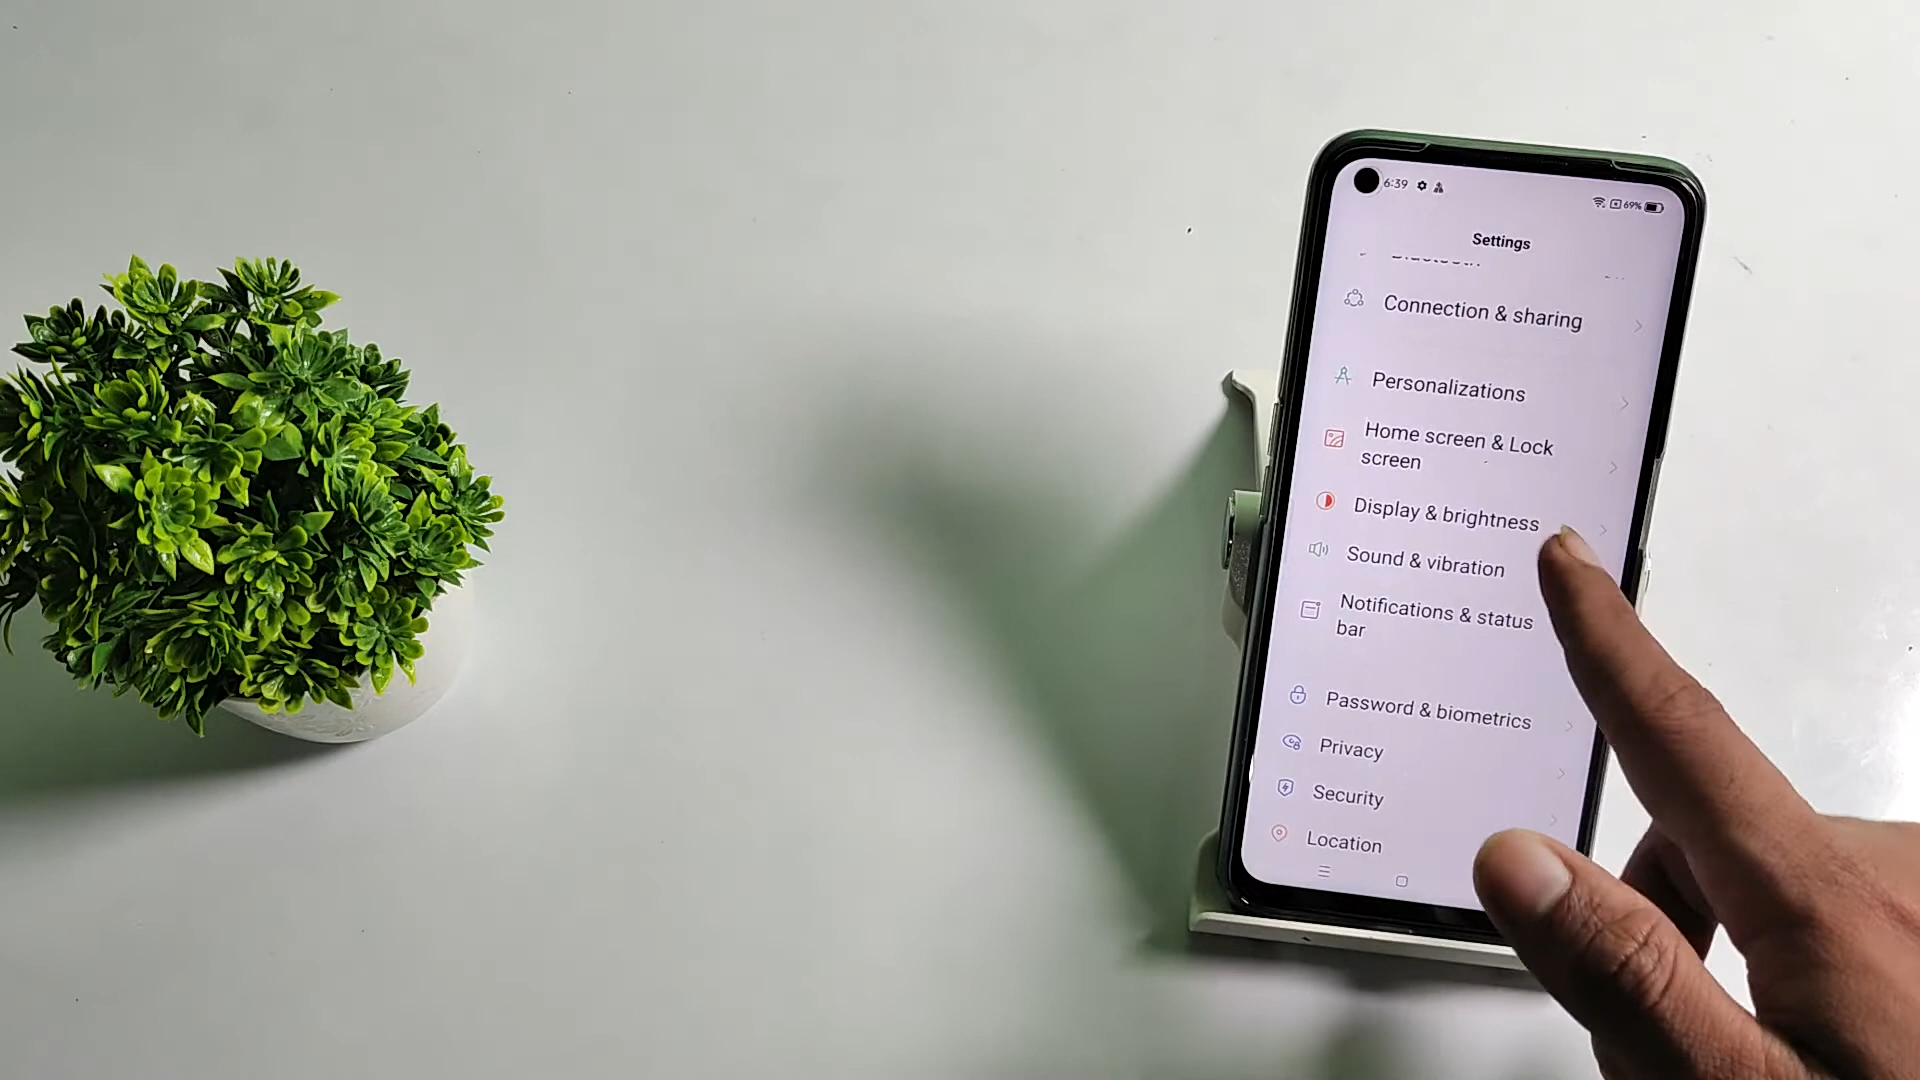 6:39
69%
Settings
Connection & sharing
Personalizations
Home screen & Lock
screen
Display & brightness
Sound & vibration
Notifications & status
bar
Password & biometrics
Privacy
Security
Location